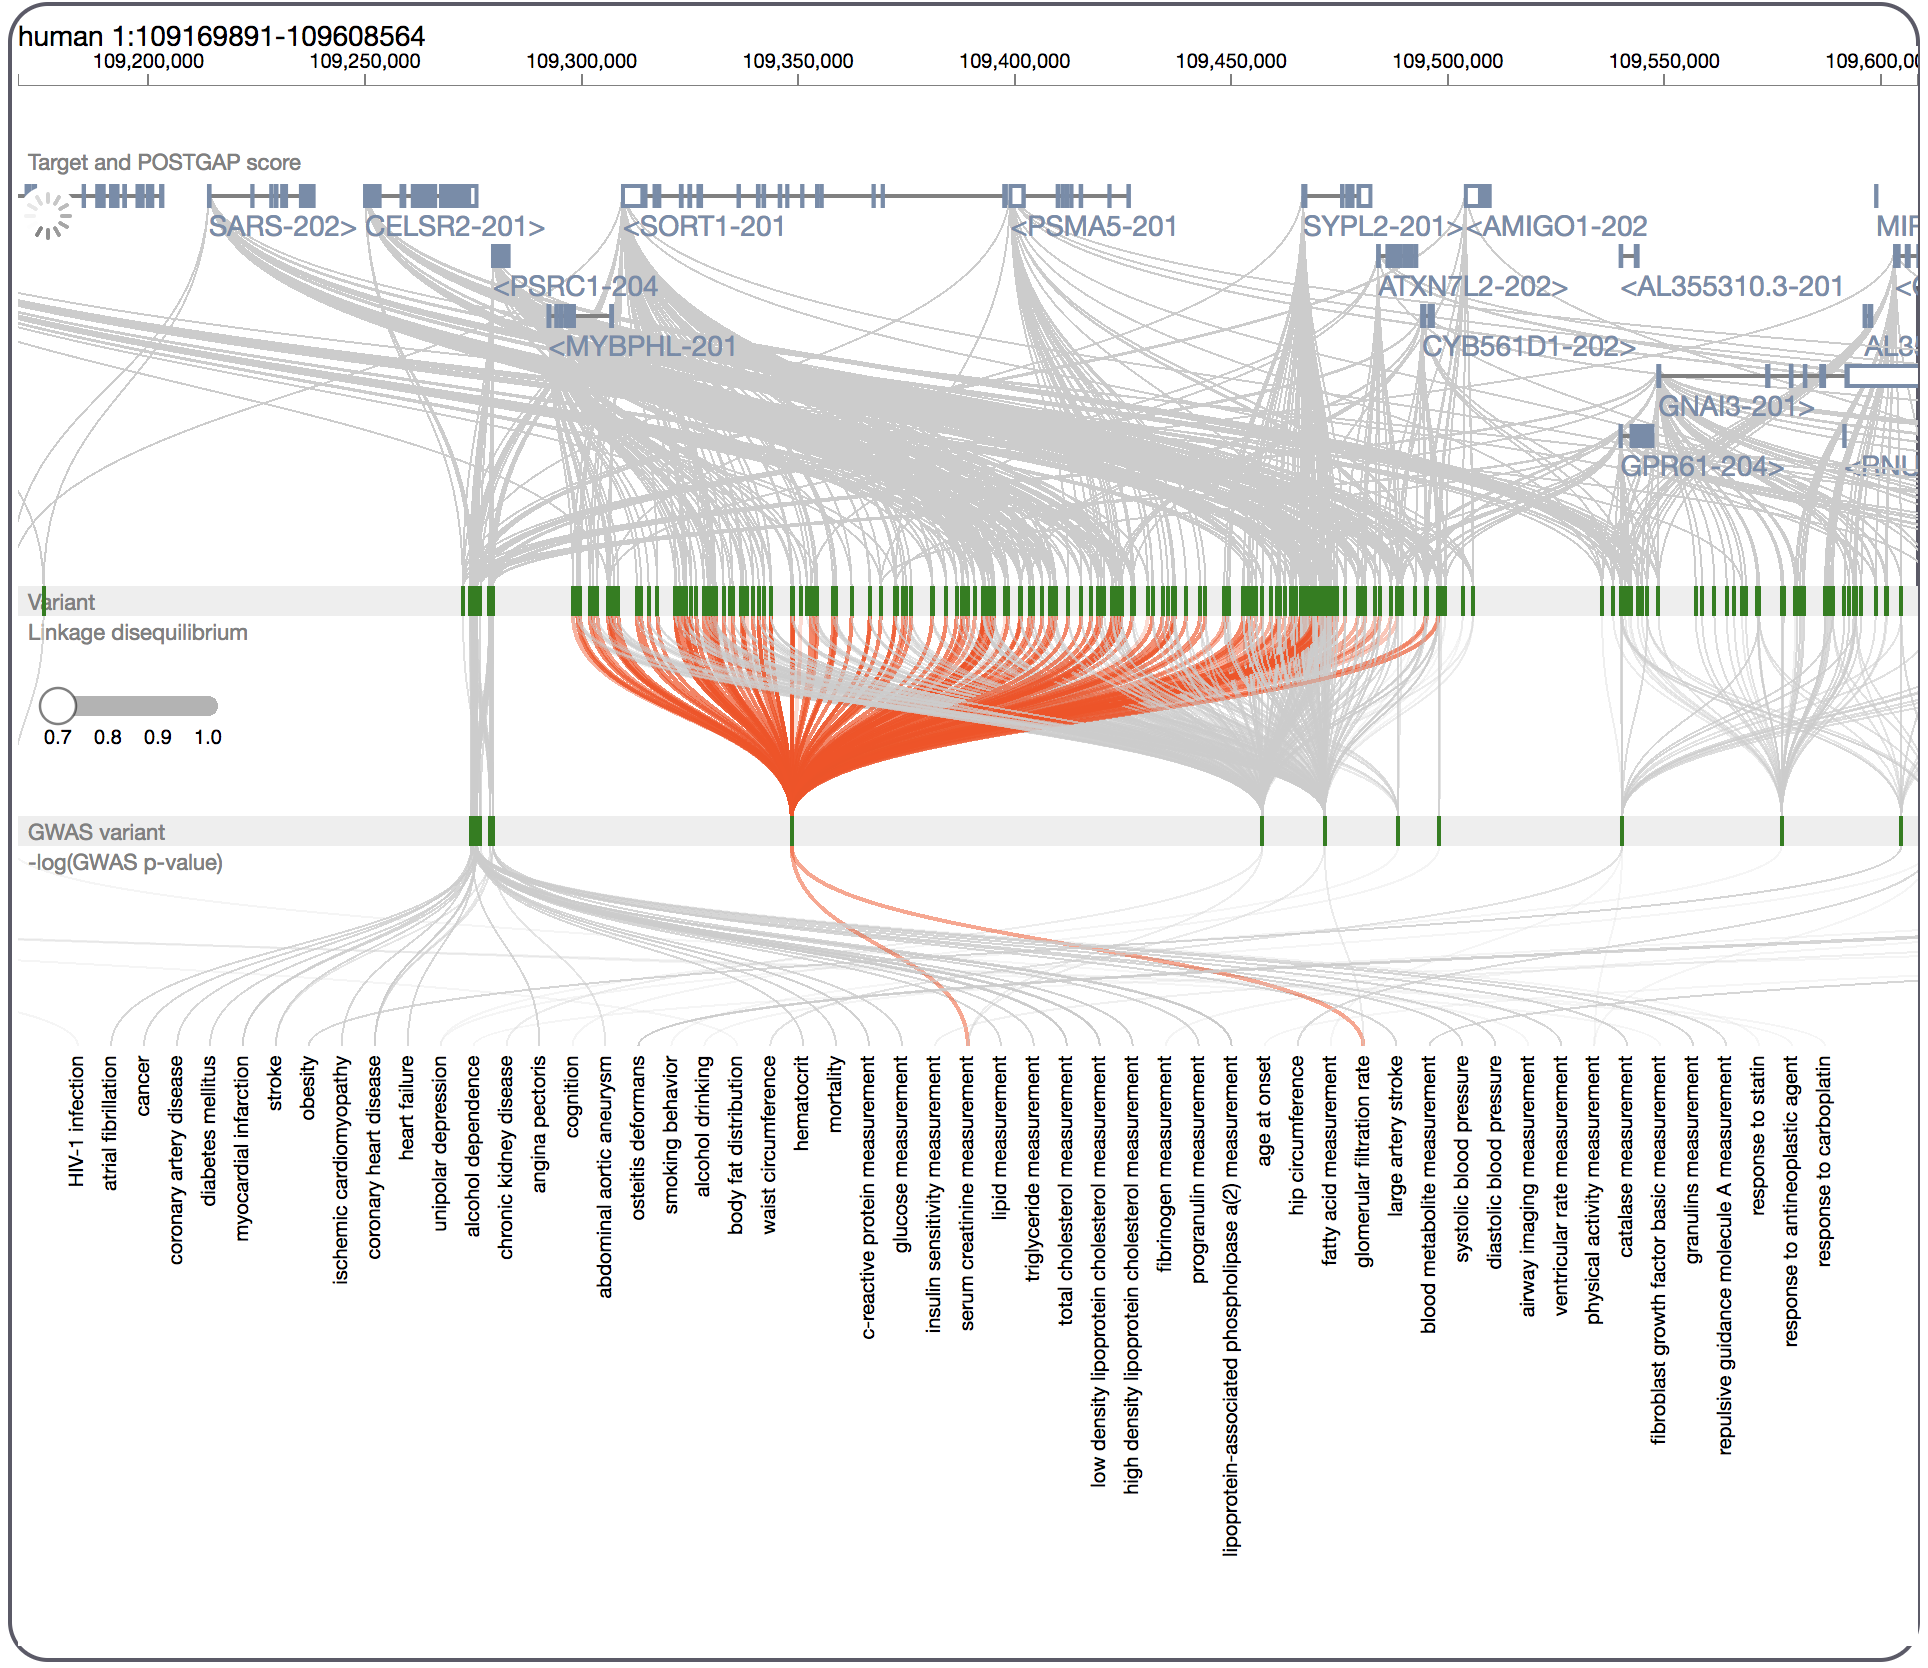 human 1:109169891-109608564
109,200,000 109,250,000 109,300,000 109,350,000 109,400,000 109,450,000 109,500,000 109,550,000 109,600,0
Target and POSTGAP score
SARS-202> CELSR2-201> <SORT1-201 <PSMA5-201 SYPL2-201> <AMIGO1-202 MIF
<PSRC1-204 ATXN7L2-202> <AL355310.3-201
<MYBPHL-201 CYB561D1-202> AL3
GNAI3-201>
GPR61-204> <RNU
Variant
Linkage disequilibrium
0.7 0.8 0.9 1.0
GWAS variant
-log(GWAS p-value)
HIV-1 infection
atrial fibrillation
cancer
coronary artery disease
diabetes mellitus
myocardial infarction
stroke
obesity
ischemic cardiomyopathy
coronary heart disease
heart failure
unipolar depression
alcohol dependence
chronic kidney disease
angina pectoris
cognition
abdominal aortic aneurysm
osteitis deformans
smoking behavior
alcohol drinking
body fat distribution
waist circumference
hematocrit
mortality
c-reactive protein measurement
glucose measurement
insulin sensitivity measurement
serum creatinine measurement
lipid measurement
triglyceride measurement
total cholesterol measurement
low density lipoprotein cholesterol measurement
high density lipoprotein cholesterol measurement
fibrinogen measurement
progranulin measurement
lipoprotein-associated phospholipase a(2) measurement
age at onset
hip circumference
fatty acid measurement
glomerular filtration rate
large artery stroke
blood metabolite measurement
systolic blood pressure
diastolic blood pressure
airway imaging measurement
ventricular rate measurement
physical activity measurement
catalase measurement
fibroblast growth factor basic measurement
granulins measurement
repulsive guidance molecule A measurement
response to statin
response to antineoplastic agent
response to carboplatin